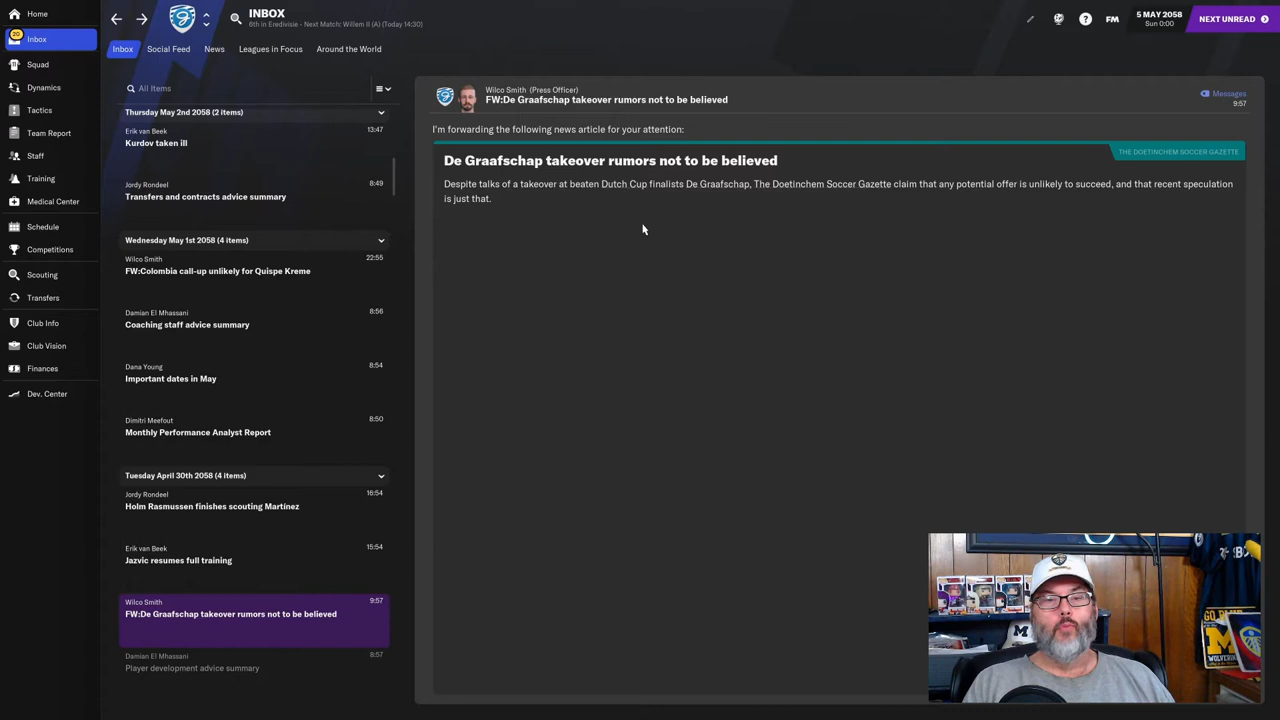 Home
Inbox
20
Squad
Dynamics
Tactics
Team Report
Staff
Training
Medical Center
Schedule
Competitions
Scouting
Transfers
Club Info
Club Vision
Finances
Dev. Center
INBOX
6th in Eredivisie - Next Match: Willem II (A) (Today 14:30)
FM
5 MAY 2058
Sun 0:00
NEXT UNREAD
Inbox
Social Feed
News
Leagues in Focus
Around the World
All Items
Thursday May 2nd 2058 (2 items)
Erik van Beek
13:47
Kurdov taken ill
Jordy Rondeel
8:49
Transfers and contracts advice summary
Wednesday May 1st 2058 (4 items)
Wilco Smith
22:55
FW:Colombia call-up unlikely for Quispe Kreme
Damian El Mhassani
8:56
Coaching staff advice summary
Dana Young
8:54
Important dates in May
Dimitri Meefout
8:50
Monthly Performance Analyst Report
Tuesday April 30th 2058 (4 items)
Jordy Rondeel
16:54
Holm Rasmussen finishes scouting Martínez
Erik van Beek
15:54
Jazvic resumes full training
Wilco Smith
9:57
FW:De Graafschap takeover rumors not to be believed
Damian El Mhassani
8:57
Player development advice summary
Wilco Smith (Press Officer)
FW:De Graafschap takeover rumors not to be believed
Messages
9:57
I'm forwarding the following news article for your attention:
De Graafschap takeover rumors not to be believed
THE DOETINCHEM SOCCER GAZETTE
Despite talks of a takeover at beaten Dutch Cup finalists De Graafschap, The Doetinchem Soccer Gazette claim that any potential offer is unlikely to succeed, and that recent speculation
is just that.
M
GO BLUE
M
WOLVERINES